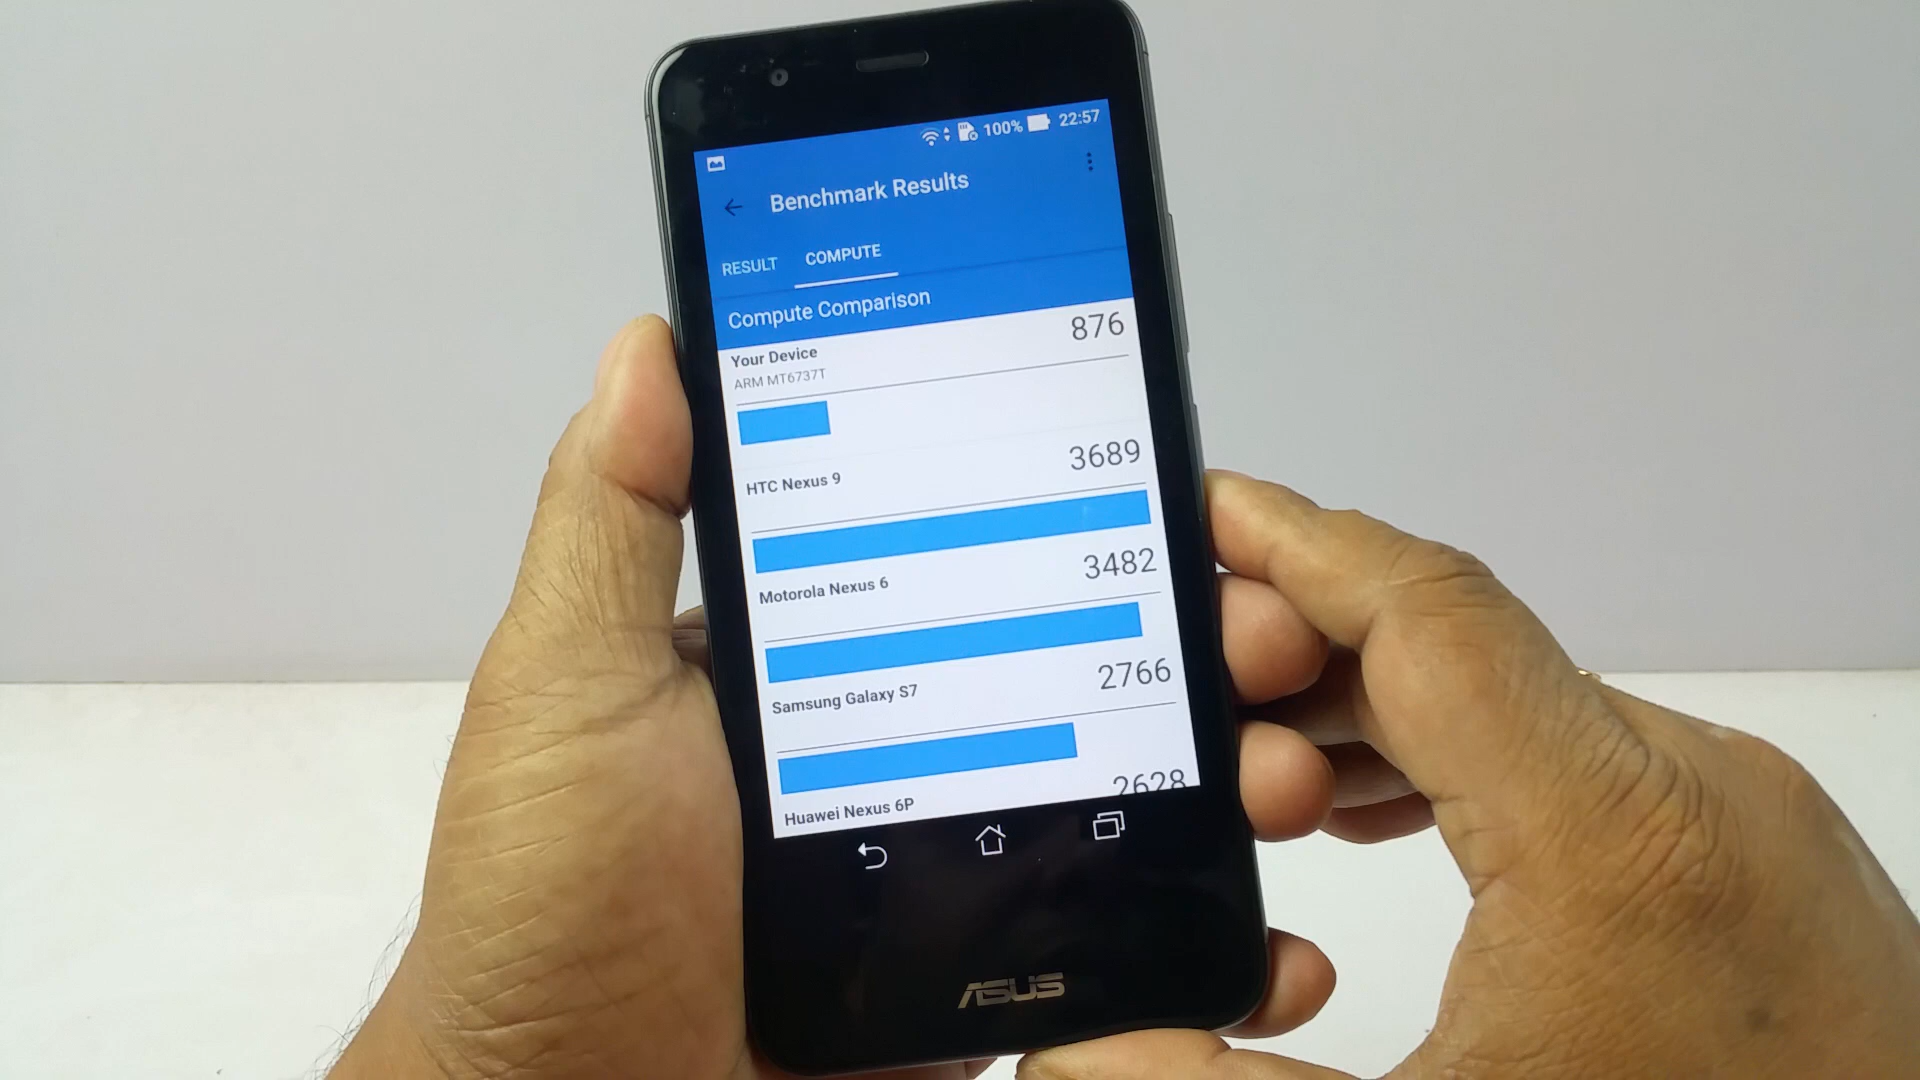 100% 22:57
Benchmark Results
RESULT COMPUTE
Compute Comparison
Your Device 876
ARM MT6737T
HTC Nexus 9 3689
Motorola Nexus 6 3482
Samsung Galaxy S7 2766
Huawei Nexus 6P 2628
ASUS